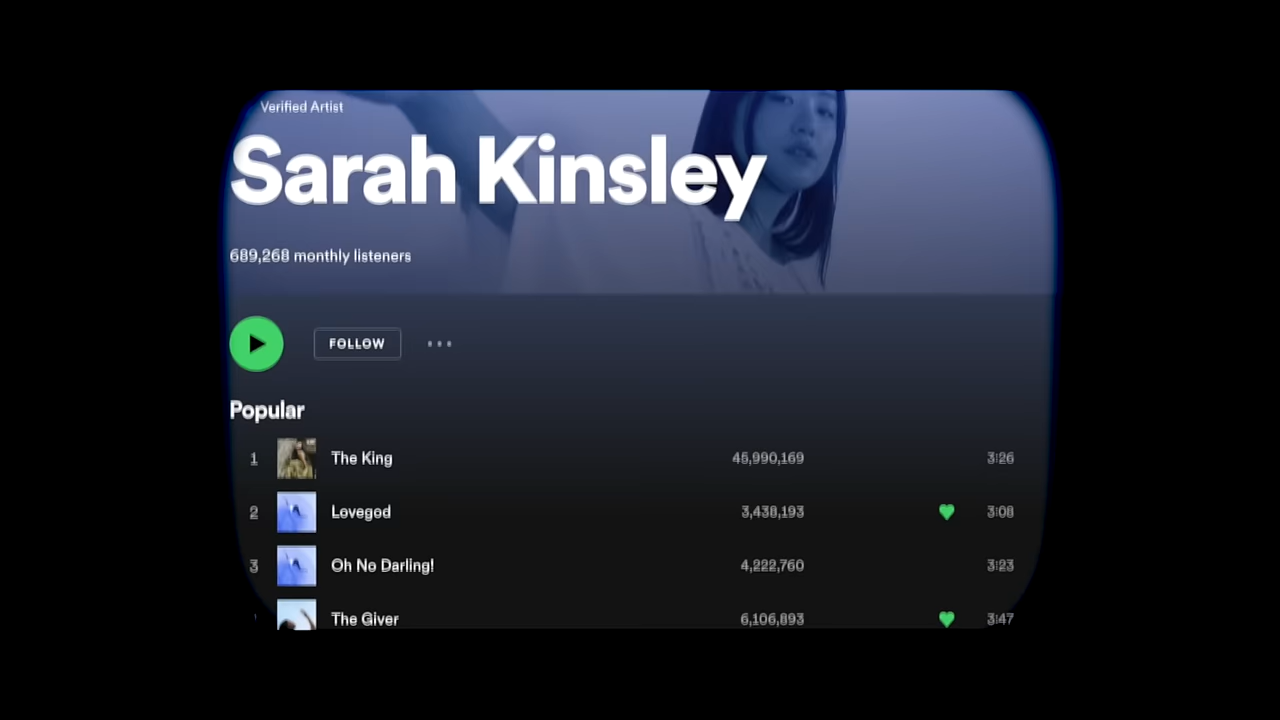 Verified Artist
Sarah Kinsley
689,268 monthly listeners
FOLLOW
Popular
1 The King 45,990,169 3:26
2 Lovegod 3,438,193 3:08
3 Oh No Darling! 4,222,760 3:23
The Giver 6,106,893 3:47